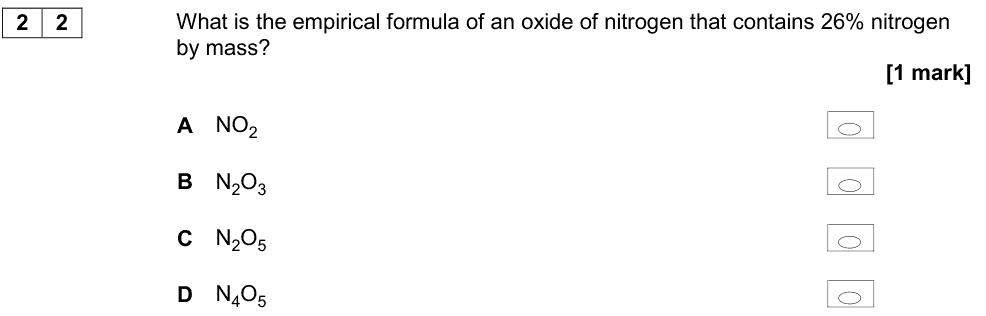 2 2 What is the empirical formula of an oxide of nitrogen that contains 26% nitrogen
by mass?
[1 mark]
A NO₂
B N₂O₃
C N₂O₅
D N₄O₅